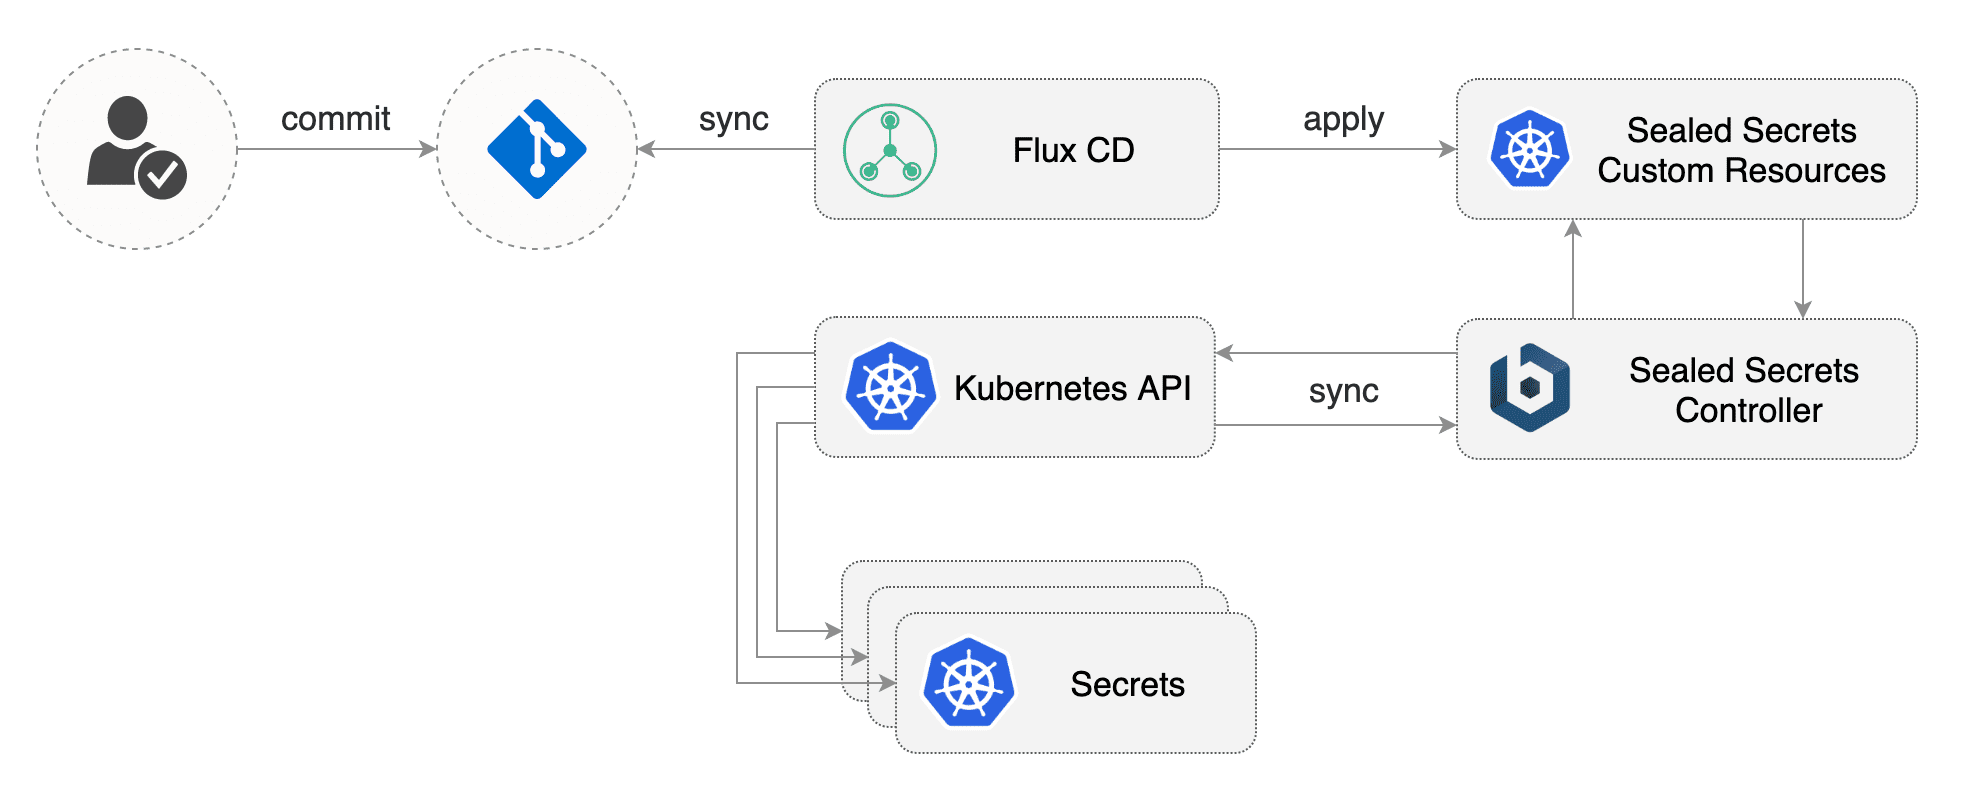 commit
sync
Flux CD
apply
Sealed Secrets
Custom Resources
Kubernetes API
sync
Sealed Secrets
Controller
Secrets